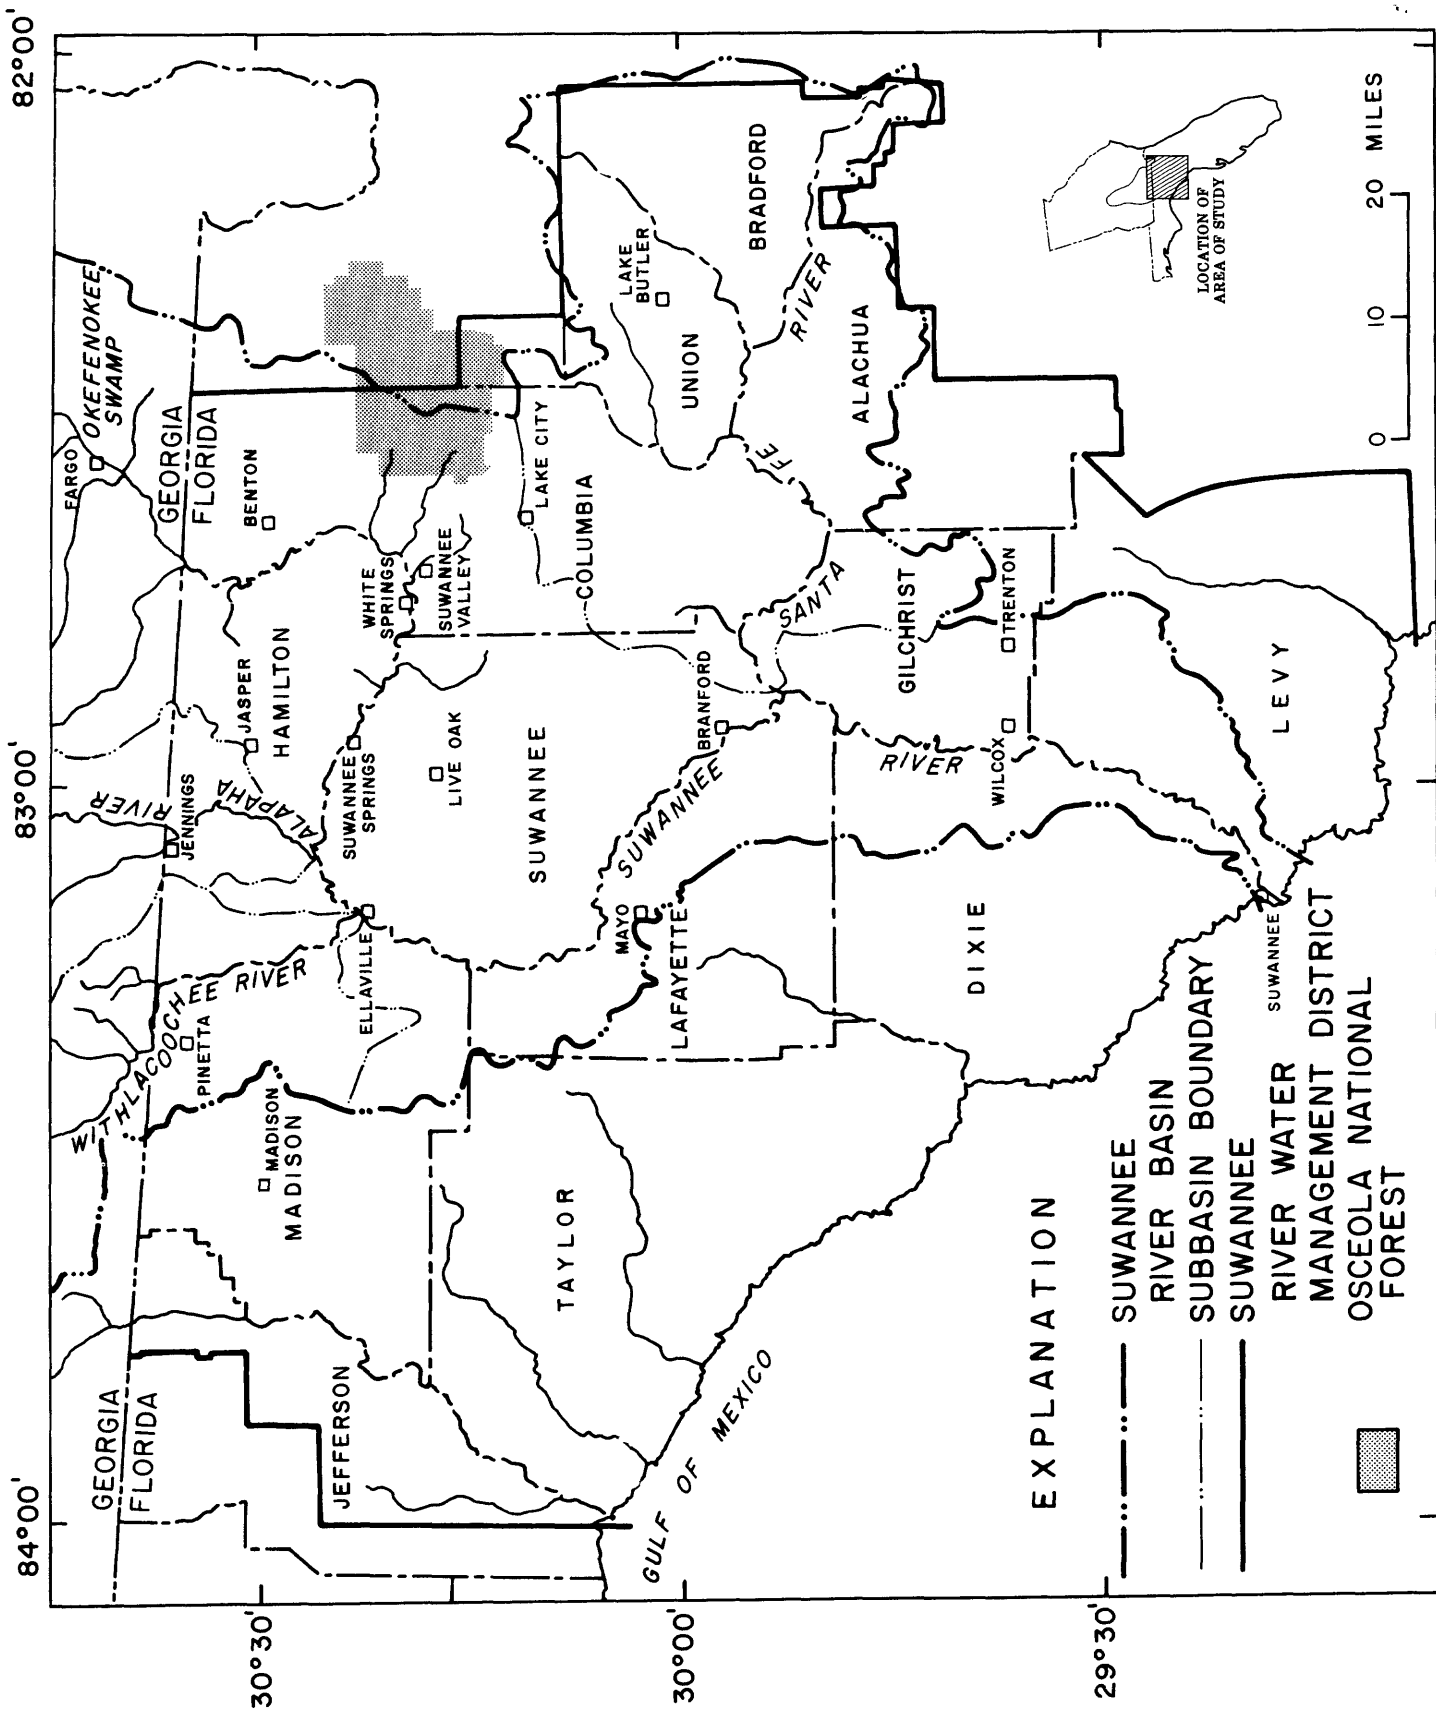 84°00'
83°00'
82°00'
30°30'
30°00'
29°30'
GEORGIA
FLORIDA
WITHLACOOCHEE RIVER
PINETTA
MADISON
MADISON
JEFFERSON
TAYLOR
GULF OF MEXICO
ALAPAHA RIVER
JENNINGS
JASPER
HAMILTON
SUWANNEE
SPRINGS
ELLAVILLE
LIVE OAK
SUWANNEE
MAYO
LAFAYETTE
SUWANNEE
RIVER
BRANFORD
DIXIE
WILCOX
SUWANNEE
FARGO
OKEFENOKEE
SWAMP
GEORGIA
FLORIDA
BENTON
WHITE
SPRINGS
SUWANNEE
VALLEY
LAKE CITY
COLUMBIA
SANTA
FE
RIVER
GILCHRIST
TRENTON
LEVY
LAKE
BUTLER
UNION
BRADFORD
ALACHUA
LOCATION OF
AREA OF STUDY
0 10 20 MILES
EXPLANATION
SUWANNEE
RIVER BASIN
SUBBASIN BOUNDARY
SUWANNEE
RIVER WATER
MANAGEMENT DISTRICT
OSCEOLA NATIONAL
FOREST